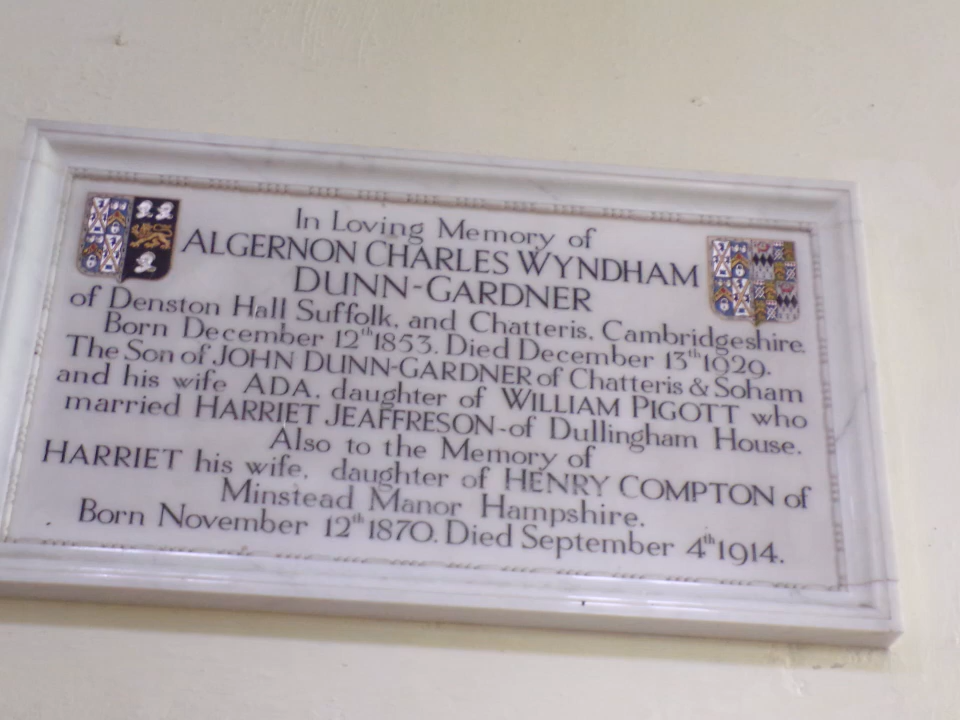 In Loving Memory of
ALGERNON CHARLES WYNDHAM
DUNN-GARDNER
of Denston Hall Suffolk, and Chatteris, Cambridgeshire.
Born December 12th 1853. Died December 13th 1929.
The Son of JOHN DUNN-GARDNER of Chatteris & Soham
and his wife ADA, daughter of WILLIAM PIGOTT who
married HARRIET JEAFFRESON-of Dullingham House.
Also to the Memory of
HARRIET his wife, daughter of HENRY COMPTON of
Minstead Manor Hampshire.
Born November 12th 1870. Died September 4th 1914.